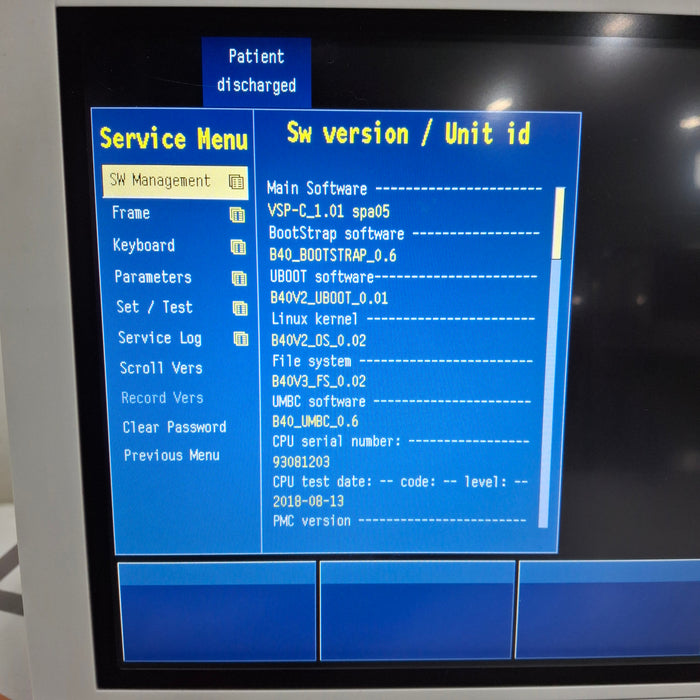 Patient
discharged
Service Menu
SW Management
Frame
Keyboard
Parameters
Set / Test
Service Log
Scroll Vers
Record Vers
Clear Password
Previous Menu
Sw version / Unit id
Main Software --------------------
VSP-C_1.01 spa05
BootStrap software ---------------
B40_BOOTSTRAP_0.6
UBOOT software--------------------
B40V2_UBOOT_0.01
Linux kernel ---------------------
B40V2_OS_0.02
File system ----------------------
B40V3_FS_0.02
UMBC software --------------------
B40_UMBC_0.6
CPU serial number: ---------------
93081203
CPU test date: -- code: -- level: --
2018-08-13
PMC version ----------------------